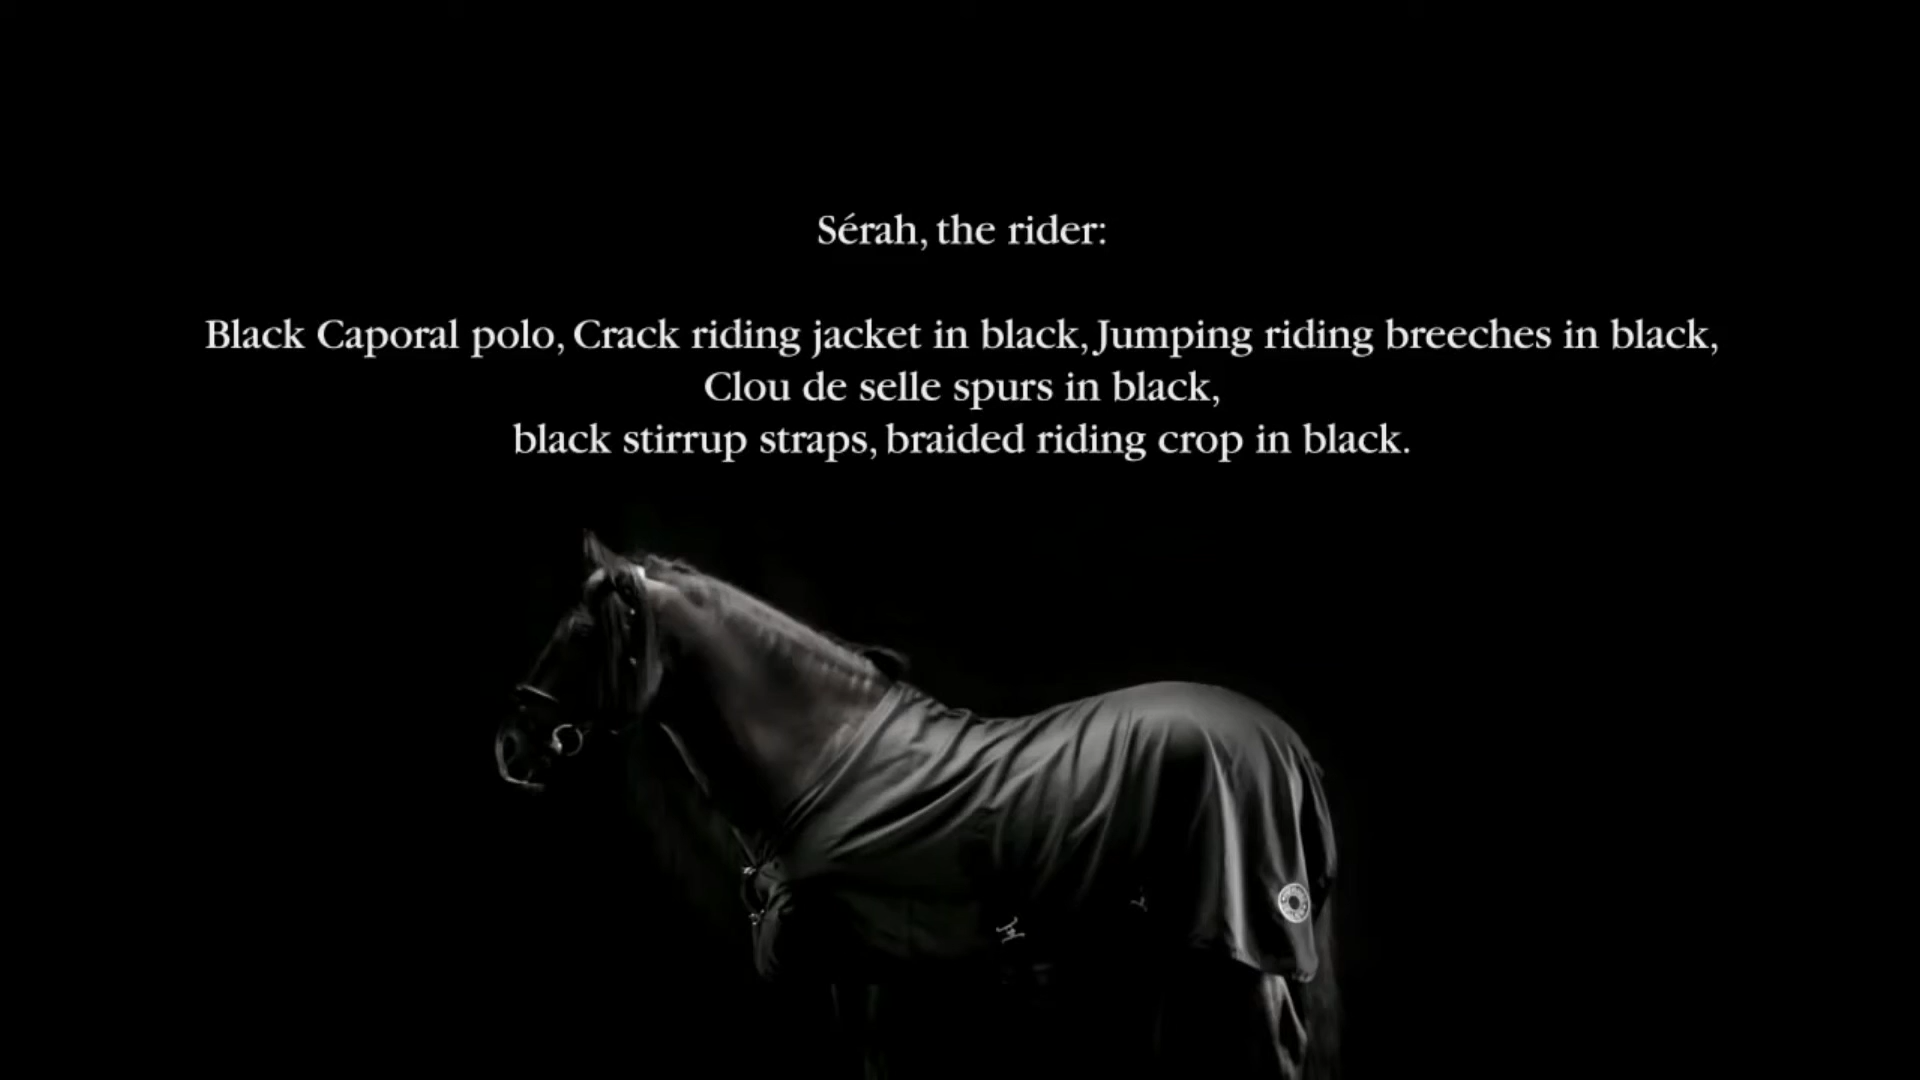 Sérah, the rider:
Black Caporal polo, Crack riding jacket in black, Jumping riding breeches in black,
Clou de selle spurs in black,
black stirrup straps, braided riding crop in black.